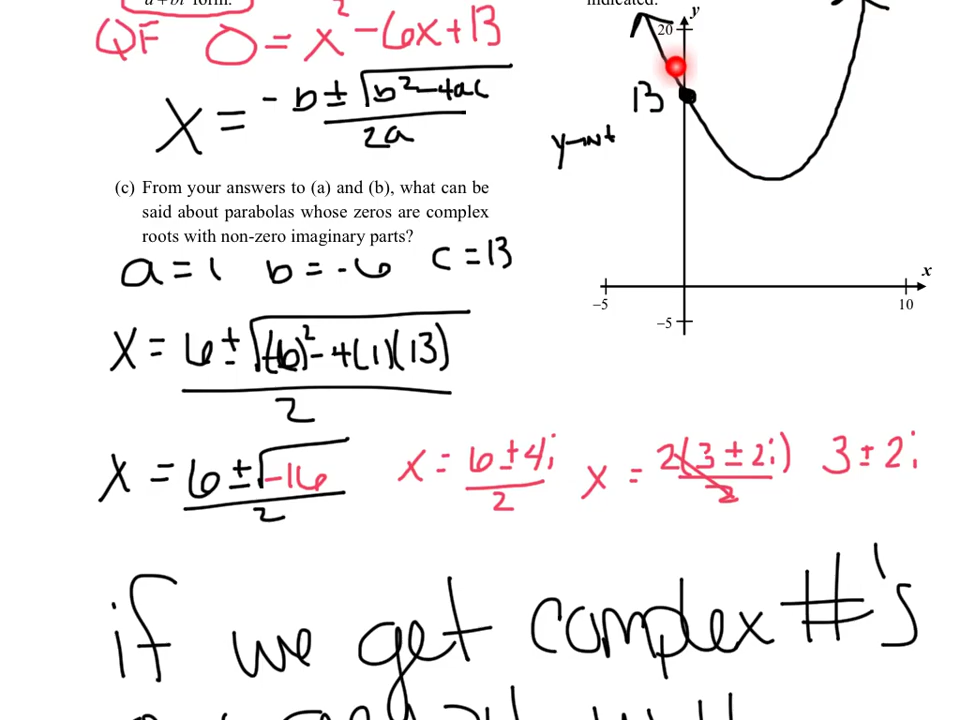 a + bi form.
indicated.
QF 0 = x² - 6x + 13
x = -b ± √b² - 4ac / 2a
y
20
13
y-int
(c) From your answers to (a) and (b), what can be
said about parabolas whose zeros are complex
roots with non-zero imaginary parts?
a = 1 b = -6 c = 13
x
-5
10
-5
x = 6 ± √(-6)² - 4(1)(13) / 2
x = 6 ± √-16 / 2 x = 6 ± 4i / 2 x = 2(3 ± 2i) / 2 3 ± 2i
if we get complex #'s